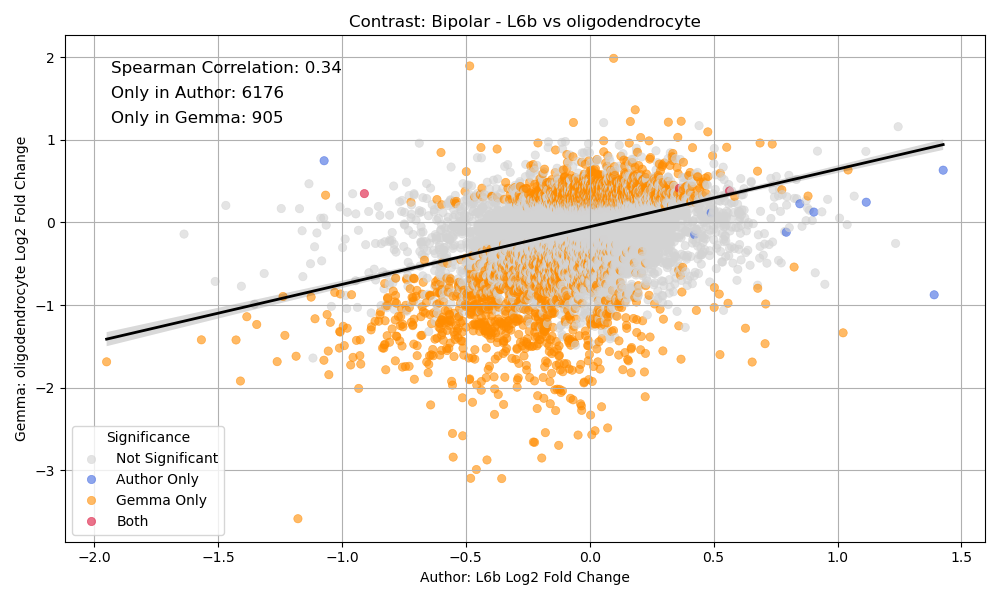 Contrast: Bipolar - L6b vs oligodendrocyte
Spearman Correlation: 0.34
Only in Author: 6176
Only in Gemma: 905
Gemma: oligodendrocyte Log2 Fold Change
2
1
0
−1
−2
−3
Significance
Not Significant
Author Only
Gemma Only
Both
−2.0 −1.5 −1.0 −0.5 0.0 0.5 1.0 1.5
Author: L6b Log2 Fold Change